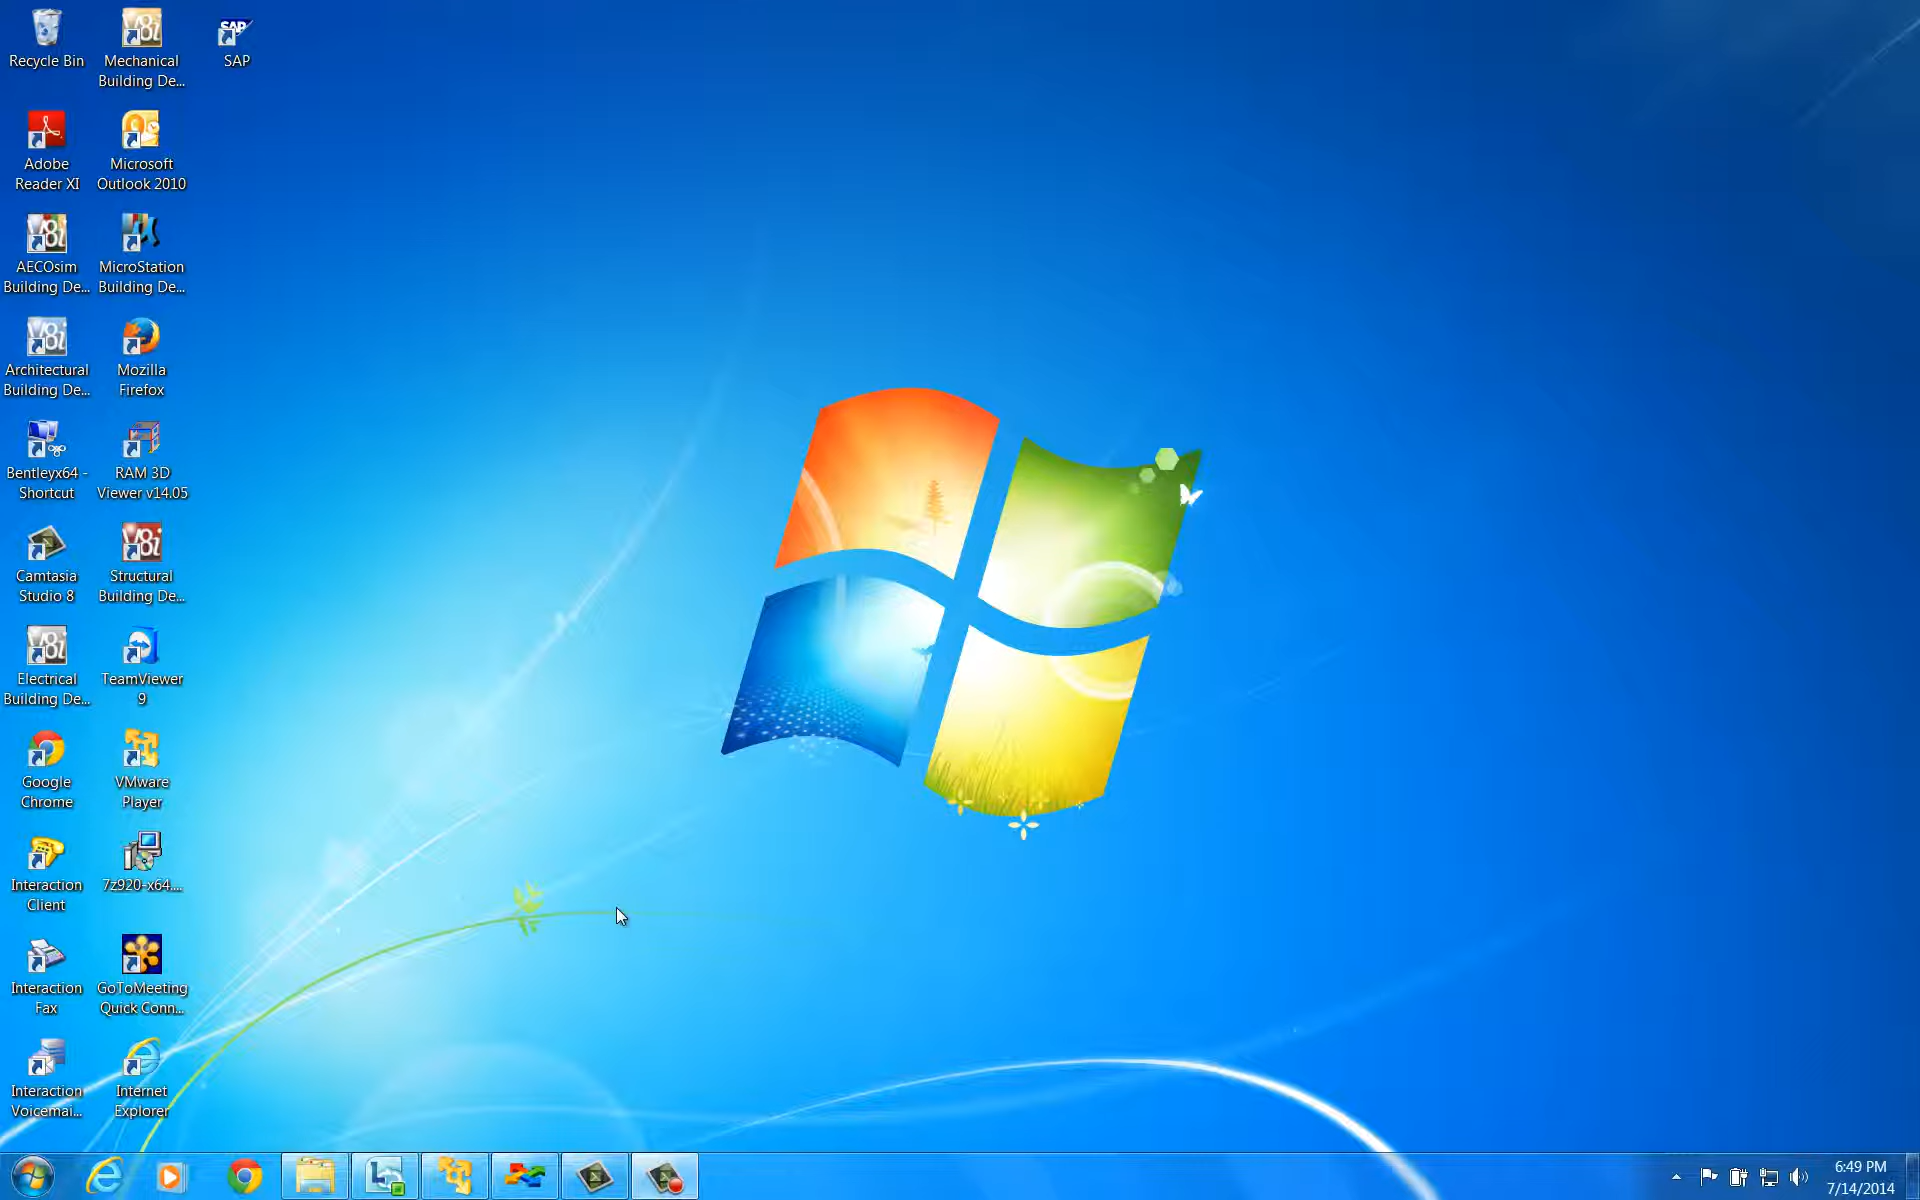 Recycle Bin
Mechanical
Building De...
SAP
SAP
Adobe
Reader XI
Microsoft
Outlook 2010
AECOsim
Building De...
MicroStation
Building De...
Architectural
Building De...
Mozilla
Firefox
Bentleyx64 -
Shortcut
RAM 3D
Viewer v14.05
Camtasia
Studio 8
Structural
Building De...
Electrical
Building De...
TeamViewer
9
Google
Chrome
VMware
Player
Interaction
Client
7z920-x64....
Interaction
Fax
GoToMeeting
Quick Conn...
Interaction
Voicemai...
Internet
Explorer
6:49 PM
7/14/2014